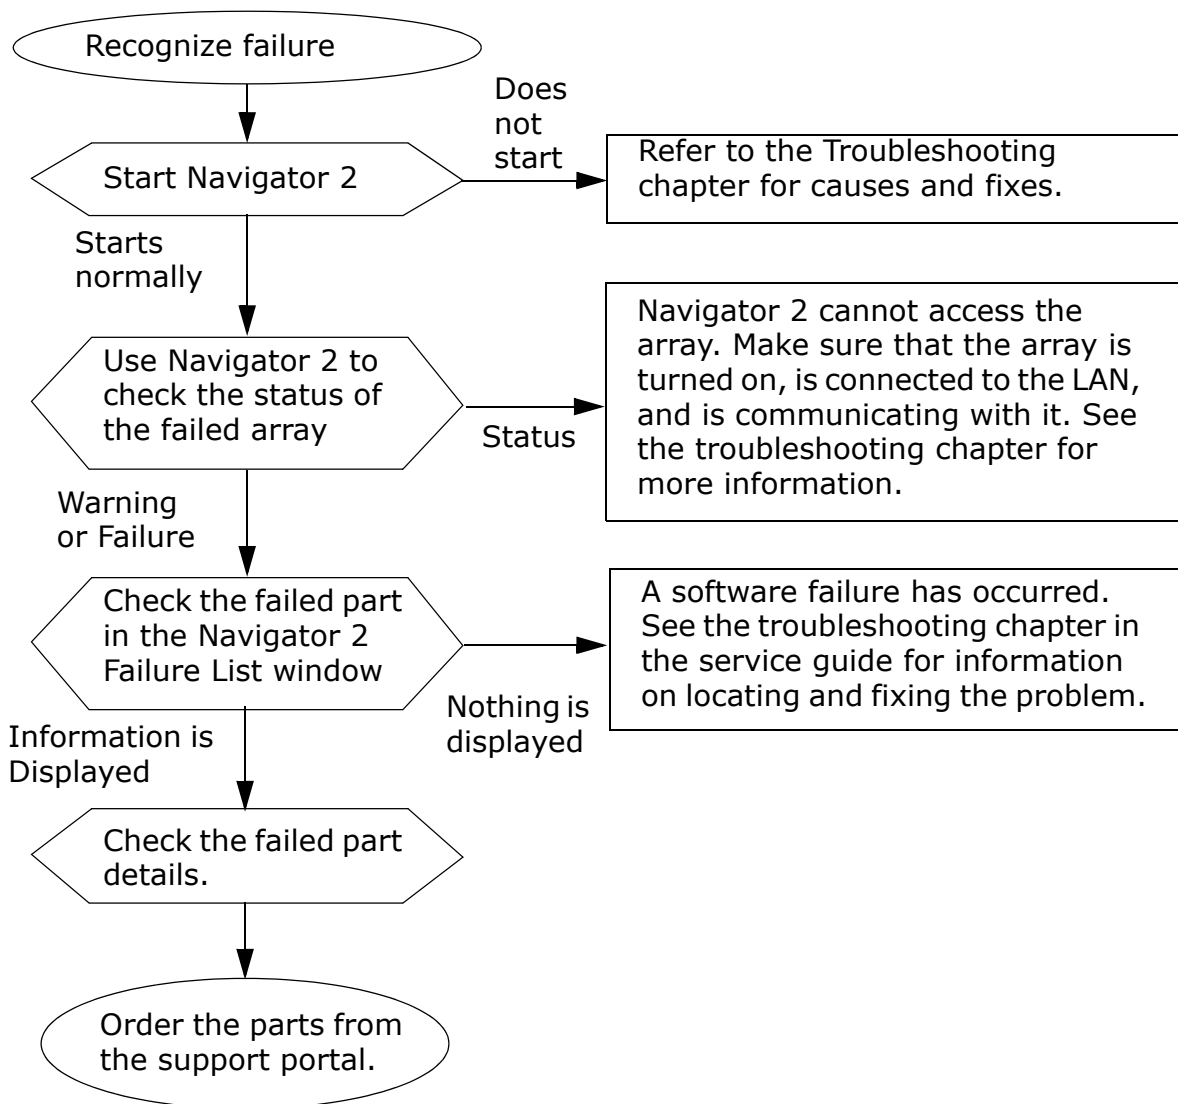 Recognize failure
Does
not
start
Start Navigator 2
Refer to the Troubleshooting
chapter for causes and fixes.
Starts
normally
Use Navigator 2 to
check the status of
the failed array
Status
Navigator 2 cannot access the
array. Make sure that the array is
turned on, is connected to the LAN,
and is communicating with it. See
the troubleshooting chapter for
more information.
Warning
or Failure
Check the failed part
in the Navigator 2
Failure List window
Nothing is
displayed
A software failure has occurred.
See the troubleshooting chapter in
the service guide for information
on locating and fixing the problem.
Information is
Displayed
Check the failed part
details.
Order the parts from
the support portal.